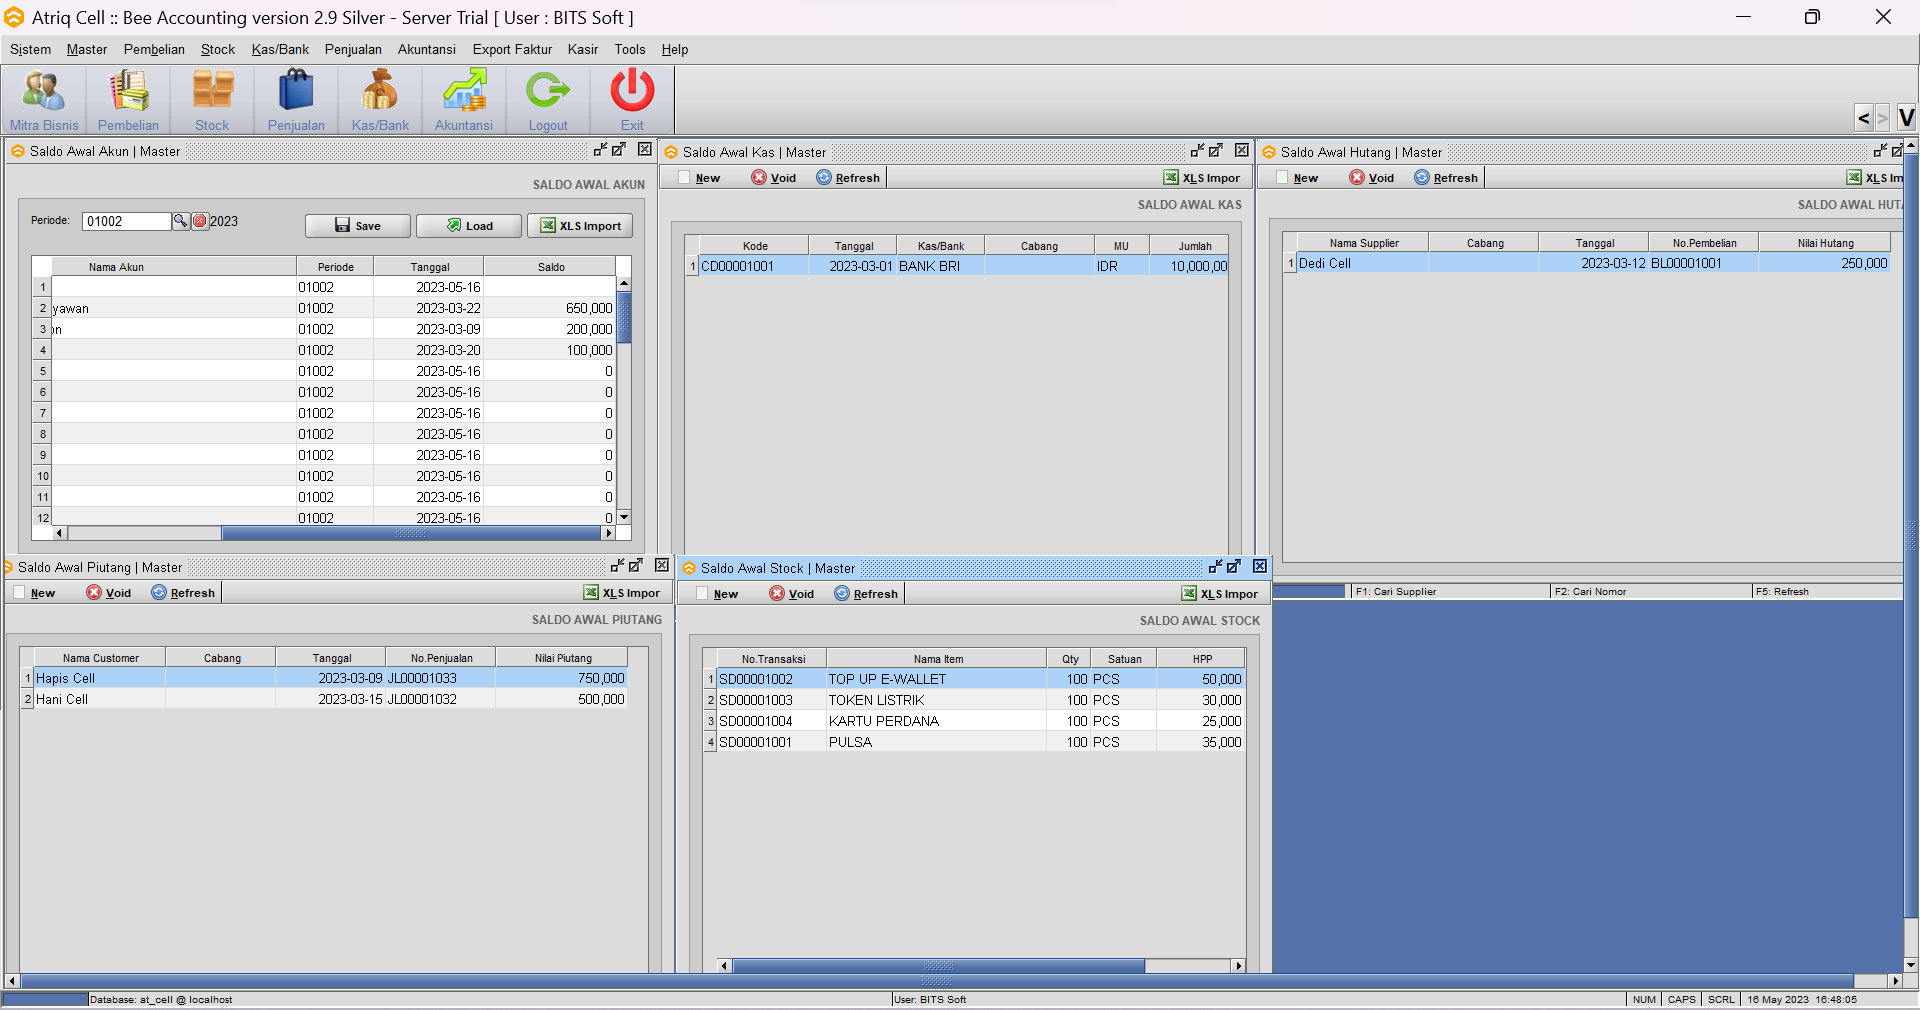 Atriq Cell :: Bee Accounting version 2.9 Silver - Server Trial [ User : BITS Soft ]
Sistem Master Pembelian Stock Kas/Bank Penjualan Akuntansi Export Faktur Kasir Tools Help
Mitra Bisnis Pembelian Stock Penjualan Kas/Bank Akuntansi Logout Exit
< > V
Saldo Awal Akun | Master
SALDO AWAL AKUN
Periode: 01002 2023 Save Load XLS Import
Nama Akun Periode Tanggal Saldo
1 01002 2023-05-16
2 yawan 01002 2023-03-22 650,000
3 on 01002 2023-03-09 200,000
4 01002 2023-03-20 100,000
5 01002 2023-05-16 0
6 01002 2023-05-16 0
7 01002 2023-05-16 0
8 01002 2023-05-16 0
9 01002 2023-05-16 0
10 01002 2023-05-16 0
11 01002 2023-05-16 0
12 01002 2023-05-16 0
Saldo Awal Kas | Master
New Void Refresh XLS Impor
SALDO AWAL KAS
Kode Tanggal Kas/Bank Cabang MU Jumlah
1 CD00001001 2023-03-01 BANK BRI IDR 10,000,00
Saldo Awal Hutang | Master
New Void Refresh XLS Im
SALDO AWAL HUTA
Nama Supplier Cabang Tanggal No.Pembelian Nilai Hutang
1 Dedi Cell 2023-03-12 BL00001001 250,000
F1: Cari Supplier F2: Cari Nomor F5: Refresh
Saldo Awal Piutang | Master
New Void Refresh XLS Impor
SALDO AWAL PIUTANG
Nama Customer Cabang Tanggal No.Penjualan Nilai Piutang
1 Hapis Cell 2023-03-09 JL00001033 750,000
2 Hani Cell 2023-03-15 JL00001032 500,000
Saldo Awal Stock | Master
New Void Refresh XLS Impor
SALDO AWAL STOCK
No.Transaksi Nama Item Qty Satuan HPP
1 SD00001002 TOP UP E-WALLET 100 PCS 50,000
2 SD00001003 TOKEN LISTRIK 100 PCS 30,000
3 SD00001004 KARTU PERDANA 100 PCS 25,000
4 SD00001001 PULSA 100 PCS 35,000
Database: at_cell @ localhost User: BITS Soft NUM CAPS SCRL 16 May 2023 16:48:05